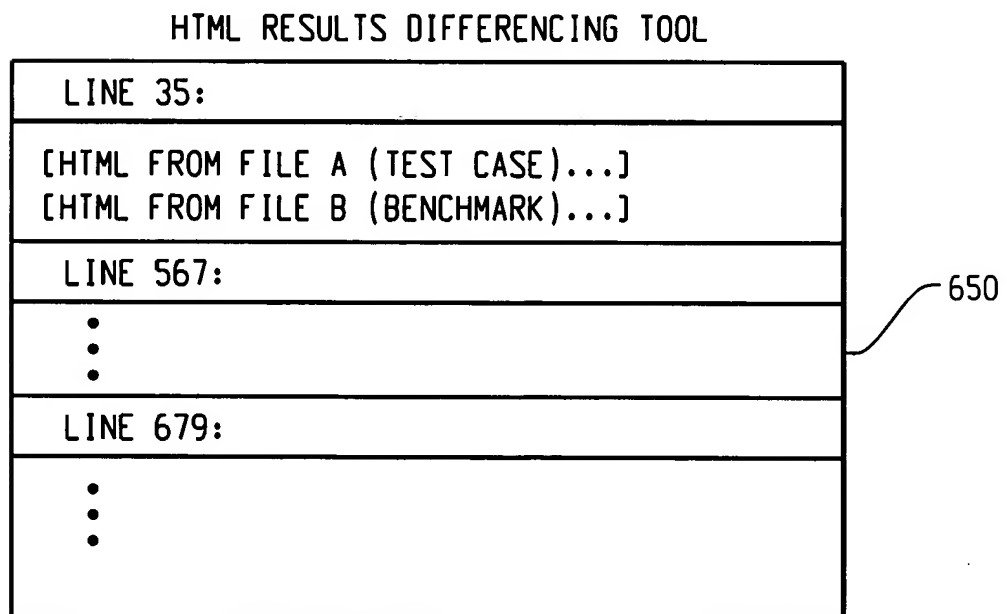 HTML RESULTS DIFFERENCING TOOL
LINE 35:
[HTML FROM FILE A (TEST CASE)...]
[HTML FROM FILE B (BENCHMARK)...]
LINE 567:
650
LINE 679: